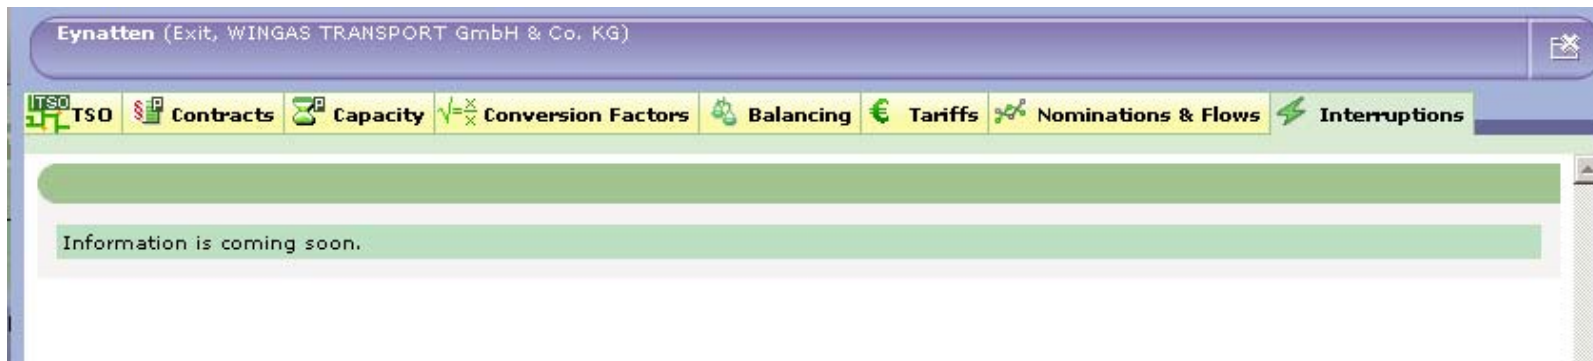 Eynatten (Exit, WINGAS TRANSPORT GmbH & Co. KG)
TSO TSO § P Contracts P Capacity √=x/x Conversion Factors Balancing € Tariffs Nominations & Flows Interruptions
Information is coming soon.